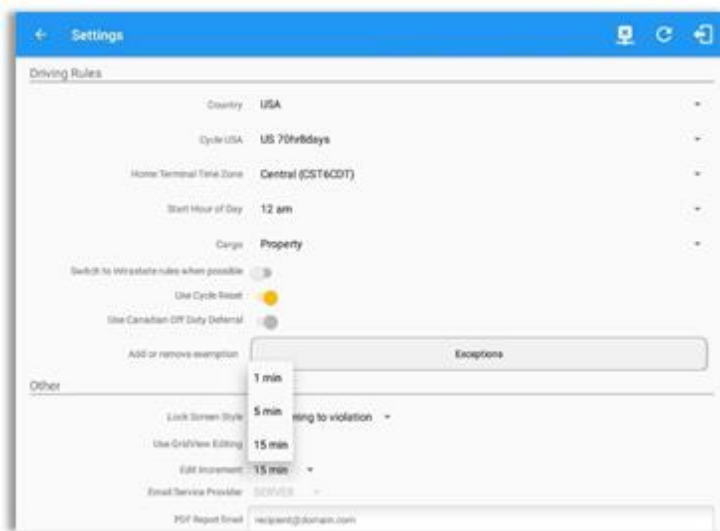 Settings
Driving Rules
Country USA
Cycle USA US 70hr8days
Home Terminal Time Zone Central (CST6CDT)
Start Hour of Day 12 am
Cargo Property
Switch to intrastate rules when possible
Use Cycle Reset
Use Canadian Off Duty Deferral
Add or remove exemption Exceptions
Other
1 min
Lock Screen Style 5 min ning to violation
Use GridView Editing 15 min
Edit Increment 15 min
Email Service Provider SERVER
PDF Report Email recipient@domain.com